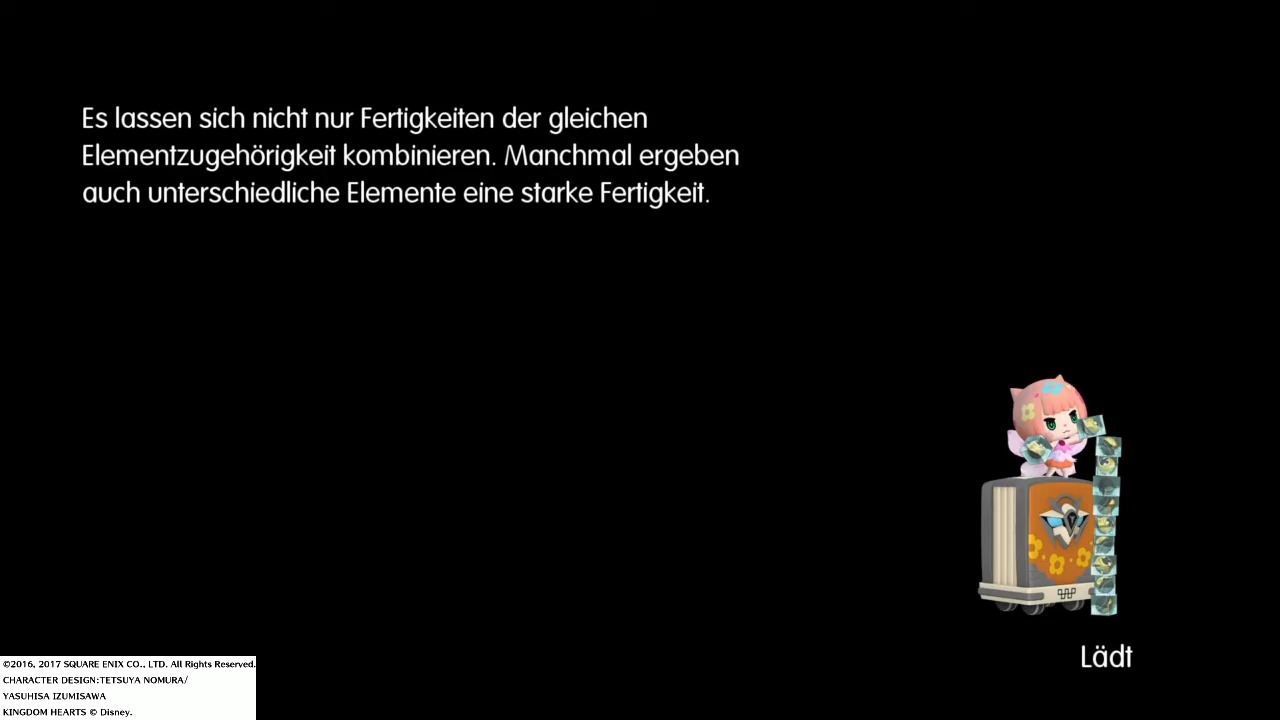 Es lassen sich nicht nur Fertigkeiten der gleichen
Elementzugehörigkeit kombinieren. Manchmal ergeben
auch unterschiedliche Elemente eine starke Fertigkeit.
Lädt
©2016, 2017 SQUARE ENIX CO., LTD. All Rights Reserved.
CHARACTER DESIGN:TETSUYA NOMURA/
YASUHISA IZUMISAWA
KINGDOM HEARTS © Disney.